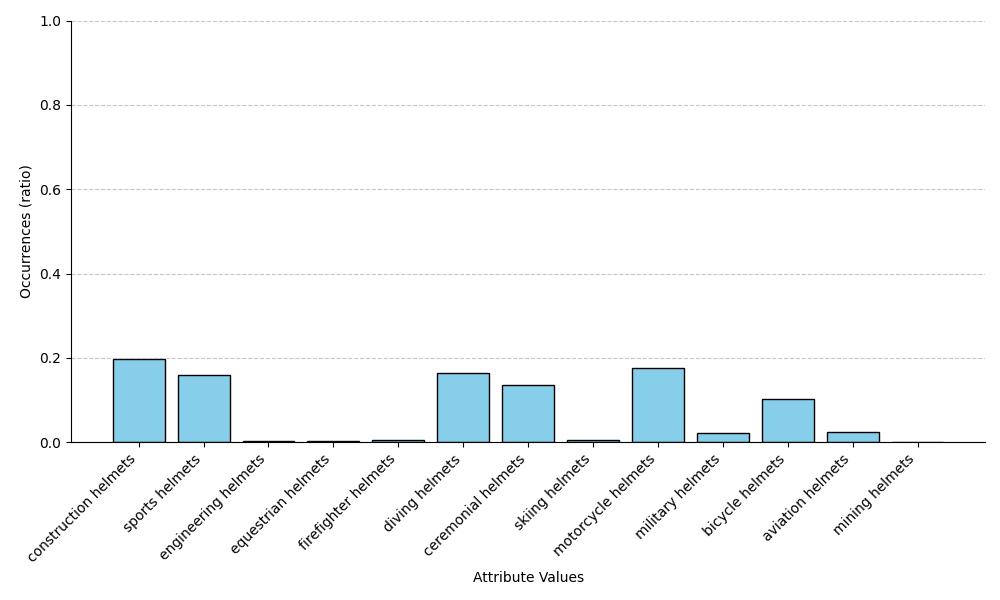 1.0
0.8
0.6
0.4
0.2
0.0
Occurrences (ratio)
construction helmets
sports helmets
engineering helmets
equestrian helmets
firefighter helmets
diving helmets
ceremonial helmets
skiing helmets
motorcycle helmets
military helmets
bicycle helmets
aviation helmets
mining helmets
Attribute Values